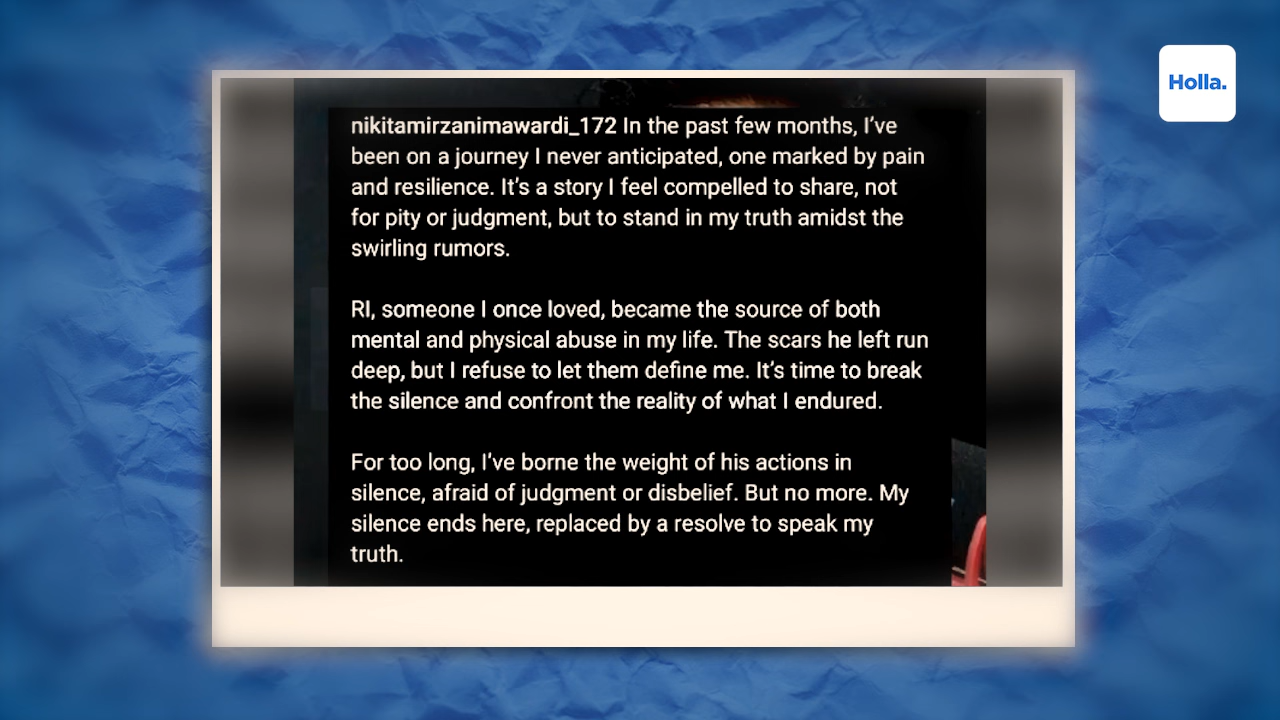 Holla.
nikitamirzanimawardi_172 In the past few months, I’ve
been on a journey I never anticipated, one marked by pain
and resilience. It’s a story I feel compelled to share, not
for pity or judgment, but to stand in my truth amidst the
swirling rumors.
RI, someone I once loved, became the source of both
mental and physical abuse in my life. The scars he left run
deep, but I refuse to let them define me. It’s time to break
the silence and confront the reality of what I endured.
For too long, I’ve borne the weight of his actions in
silence, afraid of judgment or disbelief. But no more. My
silence ends here, replaced by a resolve to speak my
truth.